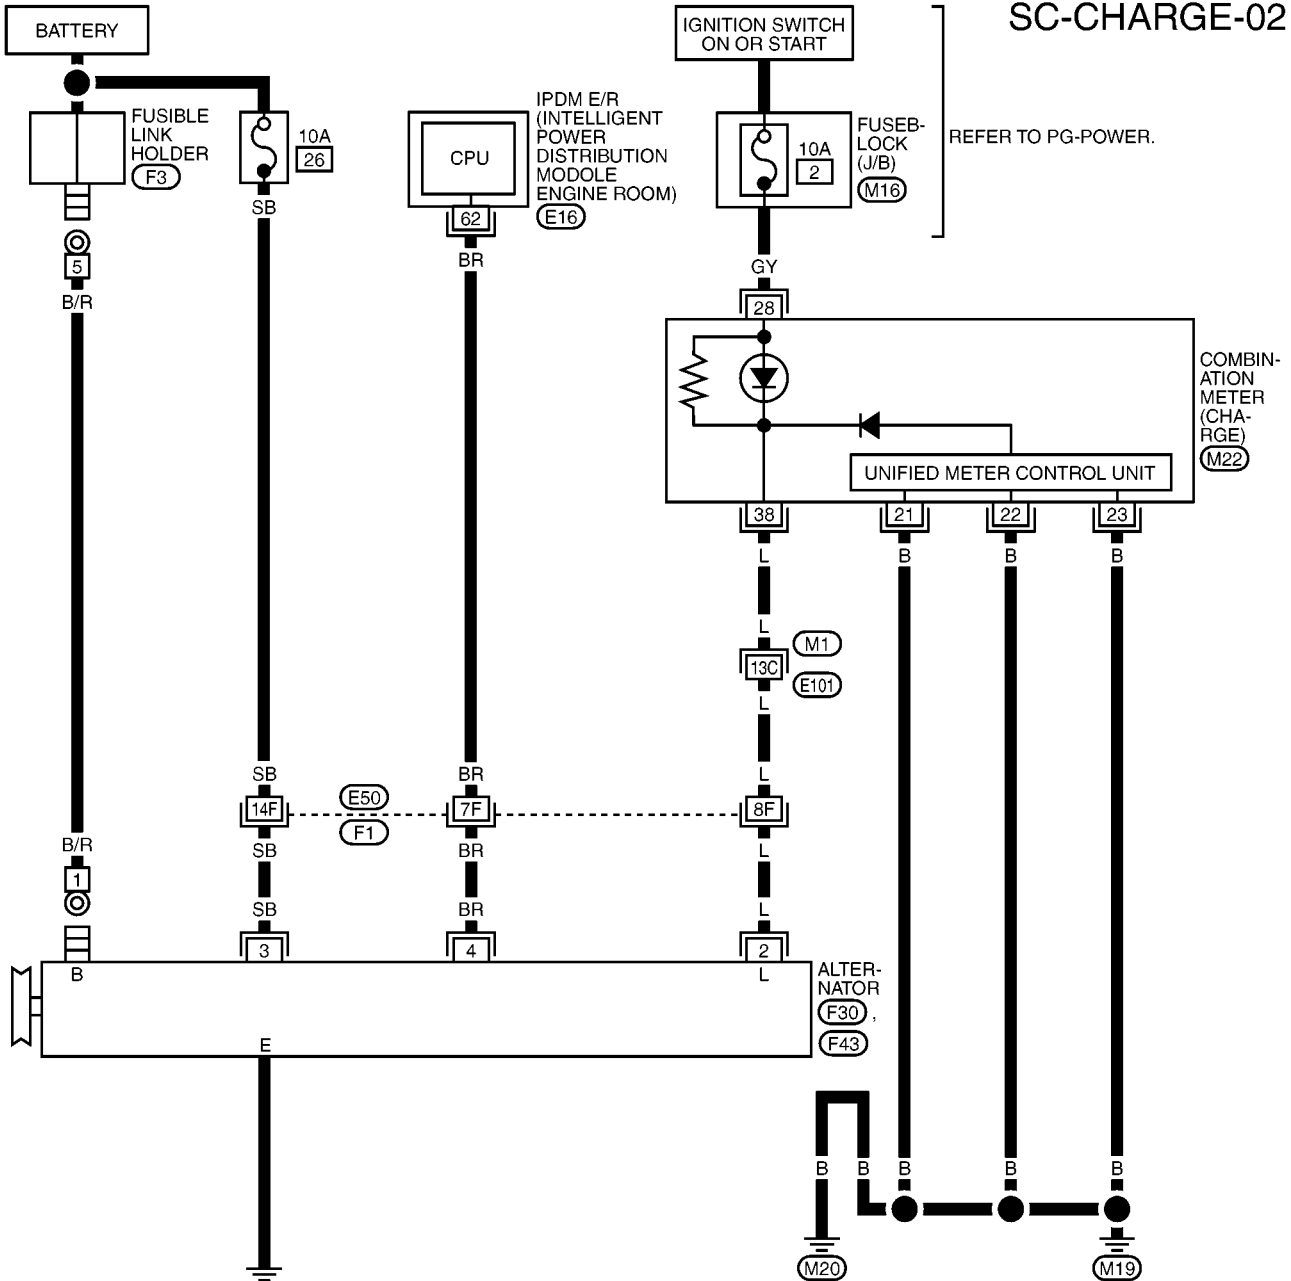 SC-CHARGE-02
BATTERY
IGNITION SWITCH
ON OR START
REFER TO PG-POWER.
FUSIBLE
LINK
HOLDER
F3
10A
26
CPU
IPDM E/R
(INTELLIGENT
POWER
DISTRIBUTION
MODOLE
ENGINE ROOM)
E16
10A
2
FUSEB-
LOCK
(J/B)
M16
SB
62
BR
5
B/R
GY
28
COMBIN-
ATION
METER
(CHA-
RGE)
M22
UNIFIED METER CONTROL UNIT
38
21
22
23
L
B
B
B
L
M1
13C
E101
L
SB
BR
L
14F
E50
F1
7F
8F
B/R
SB
BR
L
1
SB
BR
L
3
4
2
B
L
ALTER-
NATOR
F30 ,
F43
E
B
B
B
B
B
M20
M19